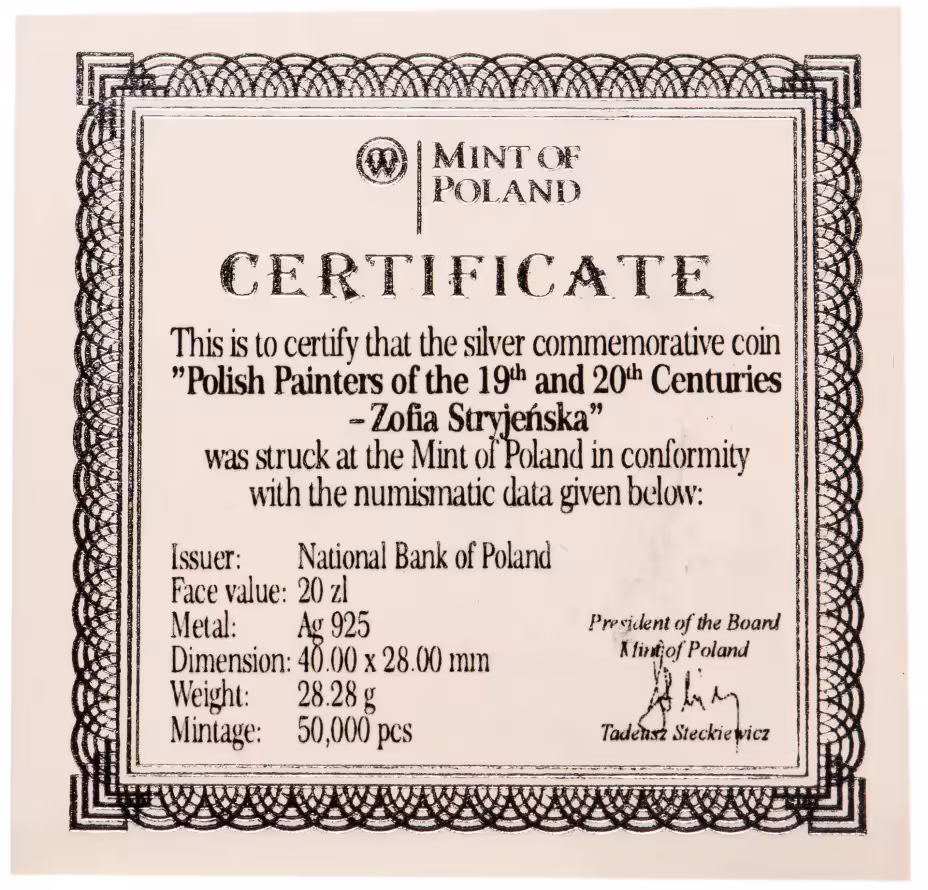 MINT OF
POLAND
CERTIFICATE
This is to certify that the silver commemorative coin
”Polish Painters of the 19th and 20th Centuries
– Zofia Stryjeńska”
was struck at the Mint of Poland in conformity
with the numismatic data given below:
Issuer: National Bank of Poland
Face value: 20 zl
Metal: Ag 925
Dimension: 40.00 x 28.00 mm
Weight: 28.28 g
Mintage: 50,000 pcs
President of the Board
Mint of Poland
Tadeusz Steckiewicz